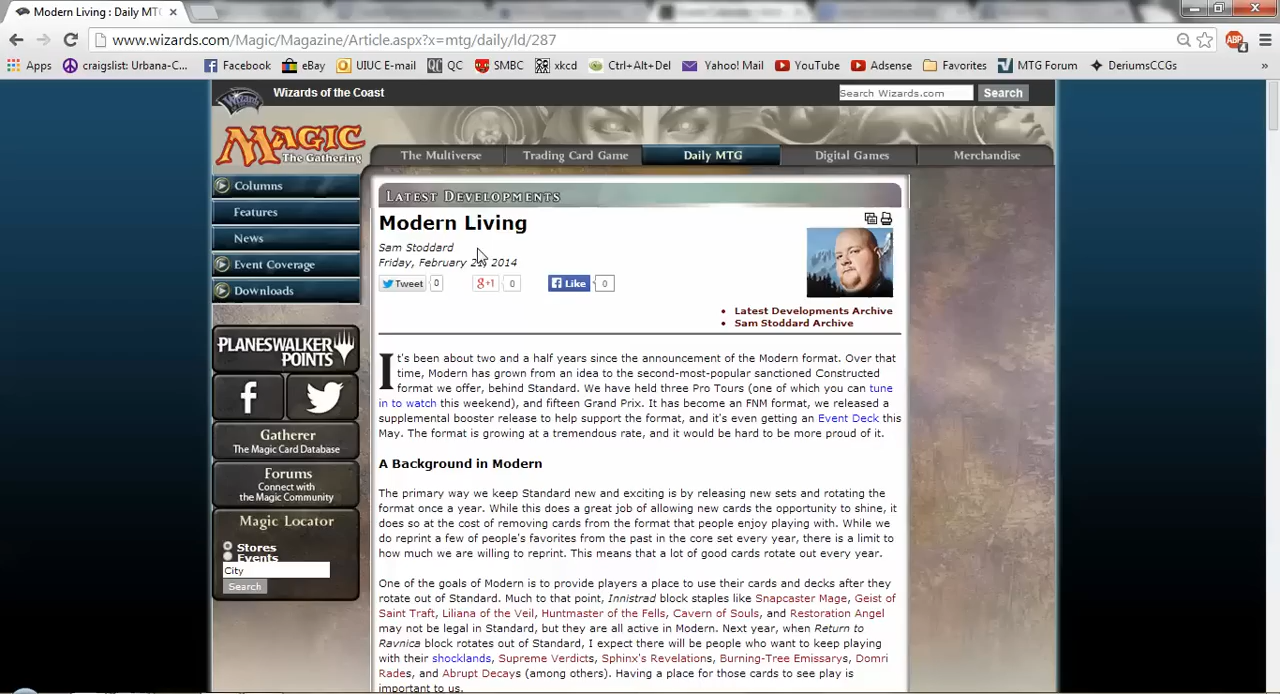 Modern Living : Daily MT
www.wizards.com/Magic/Magazine/Article.aspx?x=mtg/daily/ld/287
ABP
4
Apps craigslist: Urbana-C... Facebook eBay UIUC E-mail QC SMBC xkcd Ctrl+Alt+Del Yahoo! Mail YouTube Adsense Favorites MTG Forum DeriumsCCGs »
Wizards of the Coast
Search Wizards.com Search
Wizards
MAGIC
The Gathering
The Multiverse Trading Card Game Daily MTG Digital Games Merchandise
Columns
Features
News
Event Coverage
Downloads
PLANESWALKER
POINTS
Gatherer
The Magic Card Database
Forums
Connect with
the Magic Community
Magic Locator
Stores
Events
City
Search
LATEST DEVELOPMENTS
Modern Living
Sam Stoddard
Friday, February 2, 2014
Tweet 0 g+1 0 Like 0
• Latest Developments Archive
• Sam Stoddard Archive
It's been about two and a half years since the announcement of the Modern format. Over that
time, Modern has grown from an idea to the second-most-popular sanctioned Constructed
format we offer, behind Standard. We have held three Pro Tours (one of which you can tune
in to watch this weekend), and fifteen Grand Prix. It has become an FNM format, we released a
supplemental booster release to help support the format, and it's even getting an Event Deck this
May. The format is growing at a tremendous rate, and it would be hard to be more proud of it.
A Background in Modern
The primary way we keep Standard new and exciting is by releasing new sets and rotating the
format once a year. While this does a great job of allowing new cards the opportunity to shine, it
does so at the cost of removing cards from the format that people enjoy playing with. While we
do reprint a few of people's favorites from the past in the core set every year, there is a limit to
how much we are willing to reprint. This means that a lot of good cards rotate out every year.
One of the goals of Modern is to provide players a place to use their cards and decks after they
rotate out of Standard. Much to that point, Innistrad block staples like Snapcaster Mage, Geist of
Saint Traft, Liliana of the Veil, Huntmaster of the Fells, Cavern of Souls, and Restoration Angel
may not be legal in Standard, but they are all active in Modern. Next year, when Return to
Ravnica block rotates out of Standard, I expect there will be people who want to keep playing
with their shocklands, Supreme Verdicts, Sphinx's Revelations, Burning-Tree Emissarys, Domri
Rades, and Abrupt Decays (among others). Having a place for those cards to see play is
important to us.